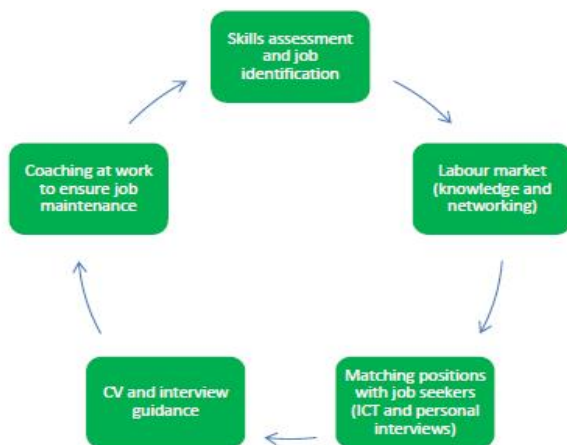 Skills assessment
and job
identification
Labour market
(knowledge and
networking)
Matching positions
with job seekers
(ICT and personal
interviews)
CV and interview
guidance
Coaching at work
to ensure job
maintenance